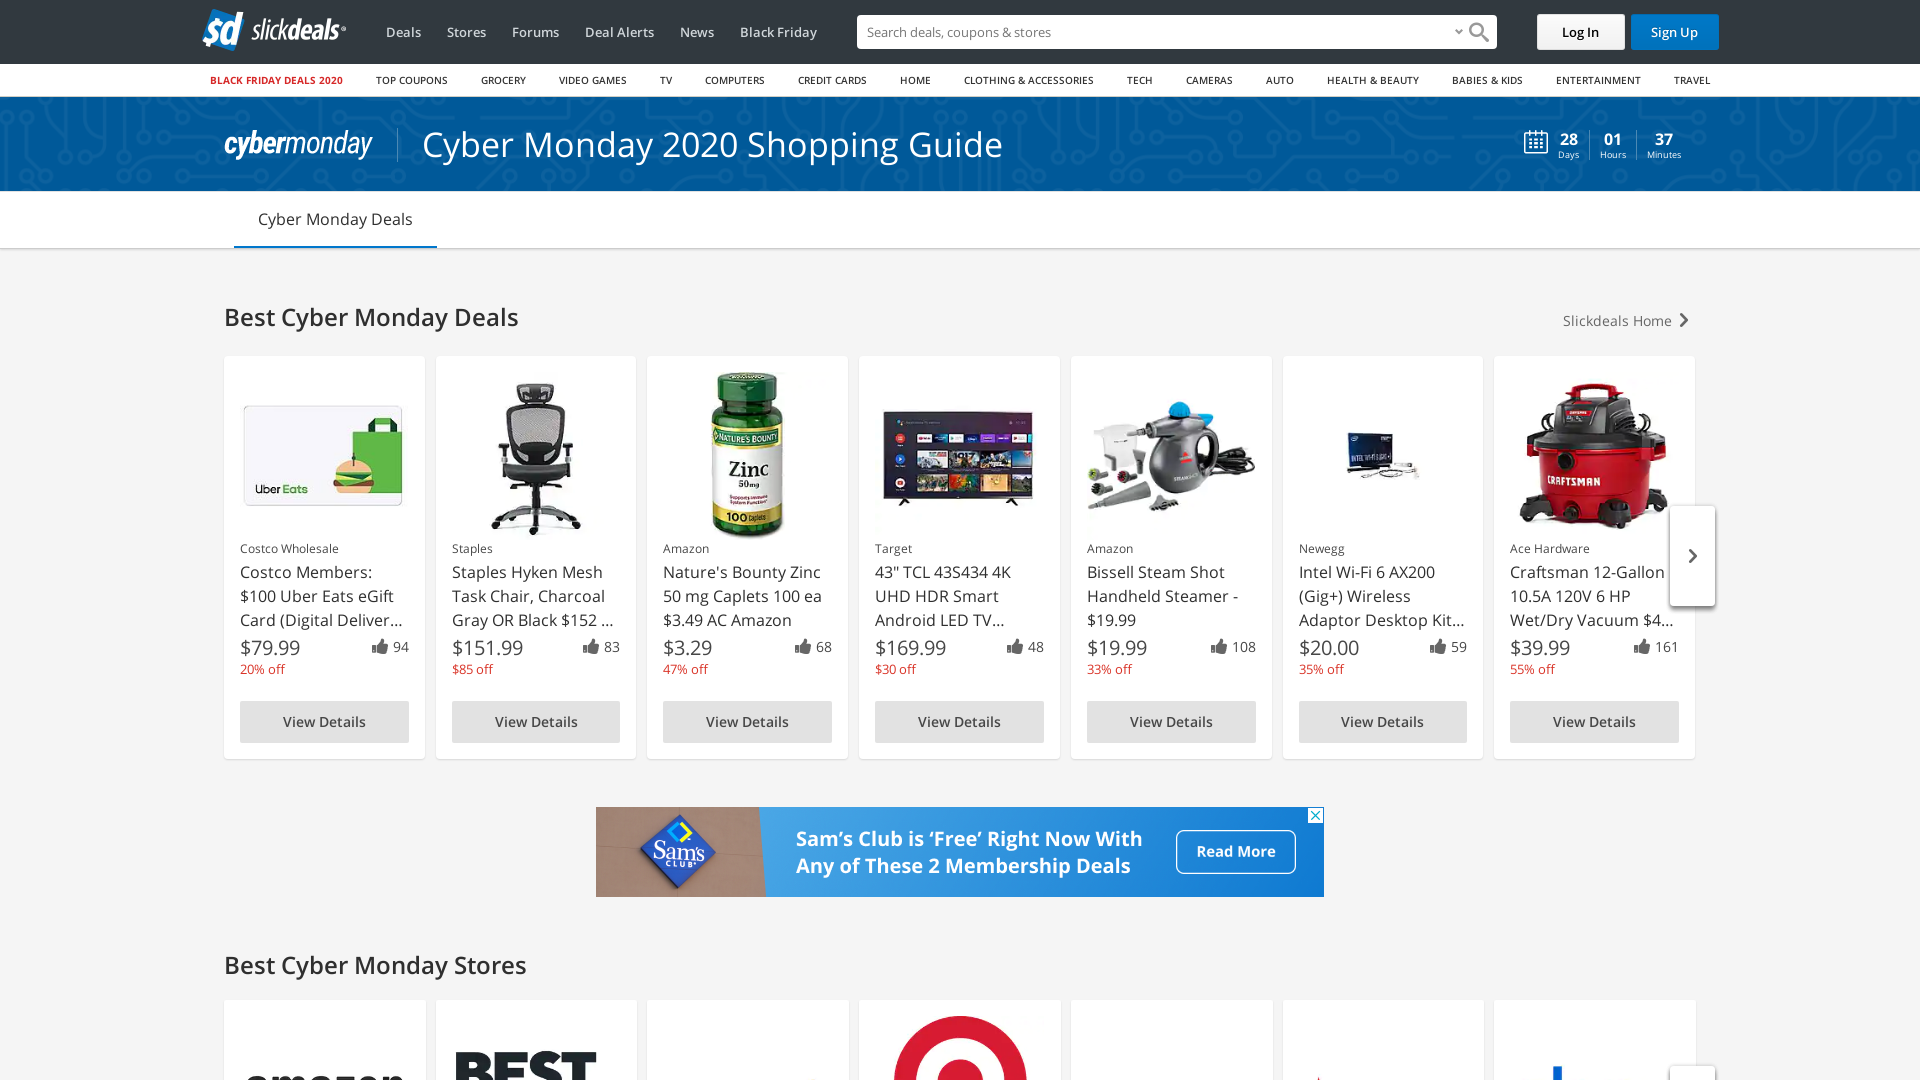 sd slickdeals
Deals
Stores
Forums
Deal Alerts
News
Black Friday
Search deals, coupons & stores
Log In
Sign Up
BLACK FRIDAY DEALS 2020
TOP COUPONS
GROCERY
VIDEO GAMES
TV
COMPUTERS
CREDIT CARDS
HOME
CLOTHING & ACCESSORIES
TECH
CAMERAS
AUTO
HEALTH & BEAUTY
BABIES & KIDS
ENTERTAINMENT
TRAVEL
cybermonday
Cyber Monday 2020 Shopping Guide
28 01 37
Days Hours Minutes
Cyber Monday Deals
Best Cyber Monday Deals
Slickdeals Home
Uber Eats
Costco Wholesale
Costco Members:
$100 Uber Eats eGift
Card (Digital Deliver...
$79.99 94
20% off
View Details
Staples
Staples Hyken Mesh
Task Chair, Charcoal
Gray OR Black $152 ...
$151.99 83
$85 off
View Details
NATURE'S BOUNTY
Zinc
50mg
100 Caplets
Amazon
Nature's Bounty Zinc
50 mg Caplets 100 ea
$3.49 AC Amazon
$3.29 68
47% off
View Details
Target
43" TCL 43S434 4K
UHD HDR Smart
Android LED TV...
$169.99 48
$30 off
View Details
Amazon
Bissell Steam Shot
Handheld Steamer -
$19.99
$19.99 108
33% off
View Details
Newegg
Intel Wi-Fi 6 AX200
(Gig+) Wireless
Adaptor Desktop Kit...
$20.00 59
35% off
View Details
CRAFTSMAN
Ace Hardware
Craftsman 12-Gallon
10.5A 120V 6 HP
Wet/Dry Vacuum $4...
$39.99 161
55% off
View Details
Sam's
CLUB
Sam's Club is 'Free' Right Now With
Any of These 2 Membership Deals
Read More
Best Cyber Monday Stores
amazon
BEST